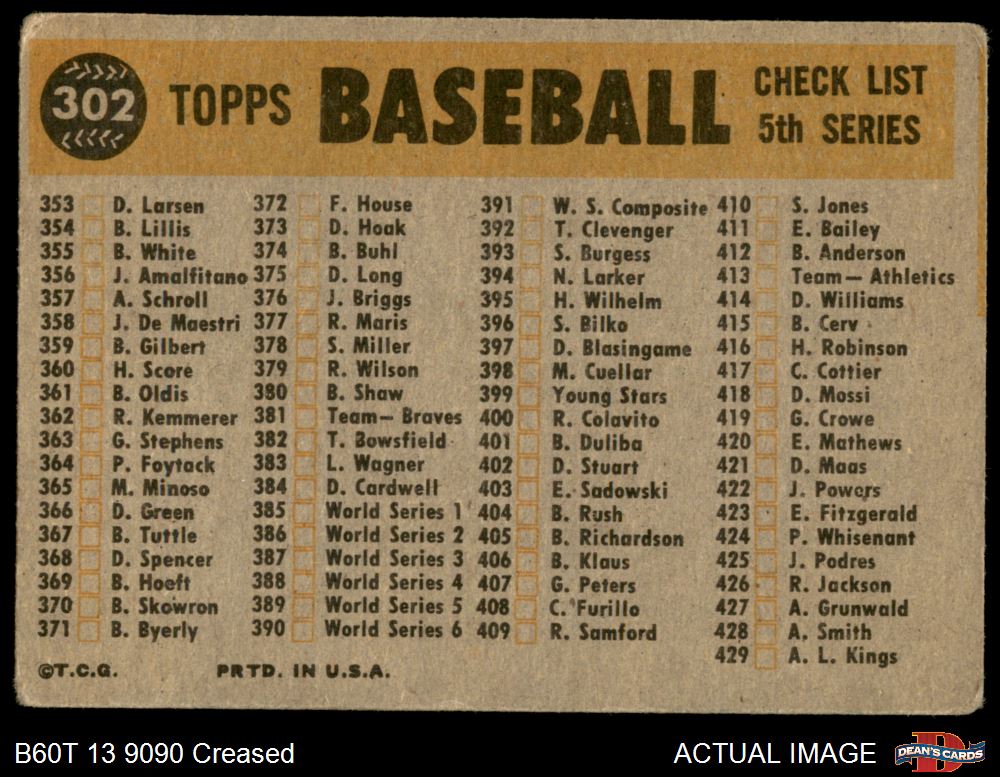 302 TOPPS BASEBALL CHECK LIST
5th SERIES
353 D. Larsen
354 B. Lillis
355 B. White
356 J. Amalfitano
357 A. Schroll
358 J. De Maestri
359 B. Gilbert
360 H. Score
361 B. Oldis
362 R. Kemmerer
363 G. Stephens
364 P. Foytack
365 M. Minoso
366 D. Green
367 B. Tuttle
368 D. Spencer
369 B. Hoeft
370 B. Skowron
371 B. Byerly
372 F. House
373 D. Hoak
374 B. Buhl
375 D. Long
376 J. Briggs
377 R. Maris
378 S. Miller
379 R. Wilson
380 B. Shaw
381 Team— Braves
382 T. Bowsfield
383 L. Wagner
384 D. Cardwell
385 World Series 1
386 World Series 2
387 World Series 3
388 World Series 4
389 World Series 5
390 World Series 6
391 W. S. Composite
392 T. Clevenger
393 S. Burgess
394 N. Larker
395 H. Wilhelm
396 S. Bilko
397 D. Blasingame
398 M. Cuellar
399 Young Stars
400 R. Colavito
401 B. Duliba
402 D. Stuart
403 E. Sadowski
404 B. Rush
405 B. Richardson
406 B. Klaus
407 G. Peters
408 C. Furillo
409 R. Samford
410 S. Jones
411 E. Bailey
412 B. Anderson
413 Team— Athletics
414 D. Williams
415 B. Cerv
416 H. Robinson
417 C. Cottier
418 D. Mossi
419 G. Crowe
420 E. Mathews
421 D. Maas
422 J. Powers
423 E. Fitzgerald
424 P. Whisenant
425 J. Podres
426 R. Jackson
427 A. Grunwald
428 A. Smith
429 A. L. Kings
©T.C.G. PRTD. IN U.S.A.
B60T 13 9090 Creased
ACTUAL IMAGE
DEAN'S CARDS